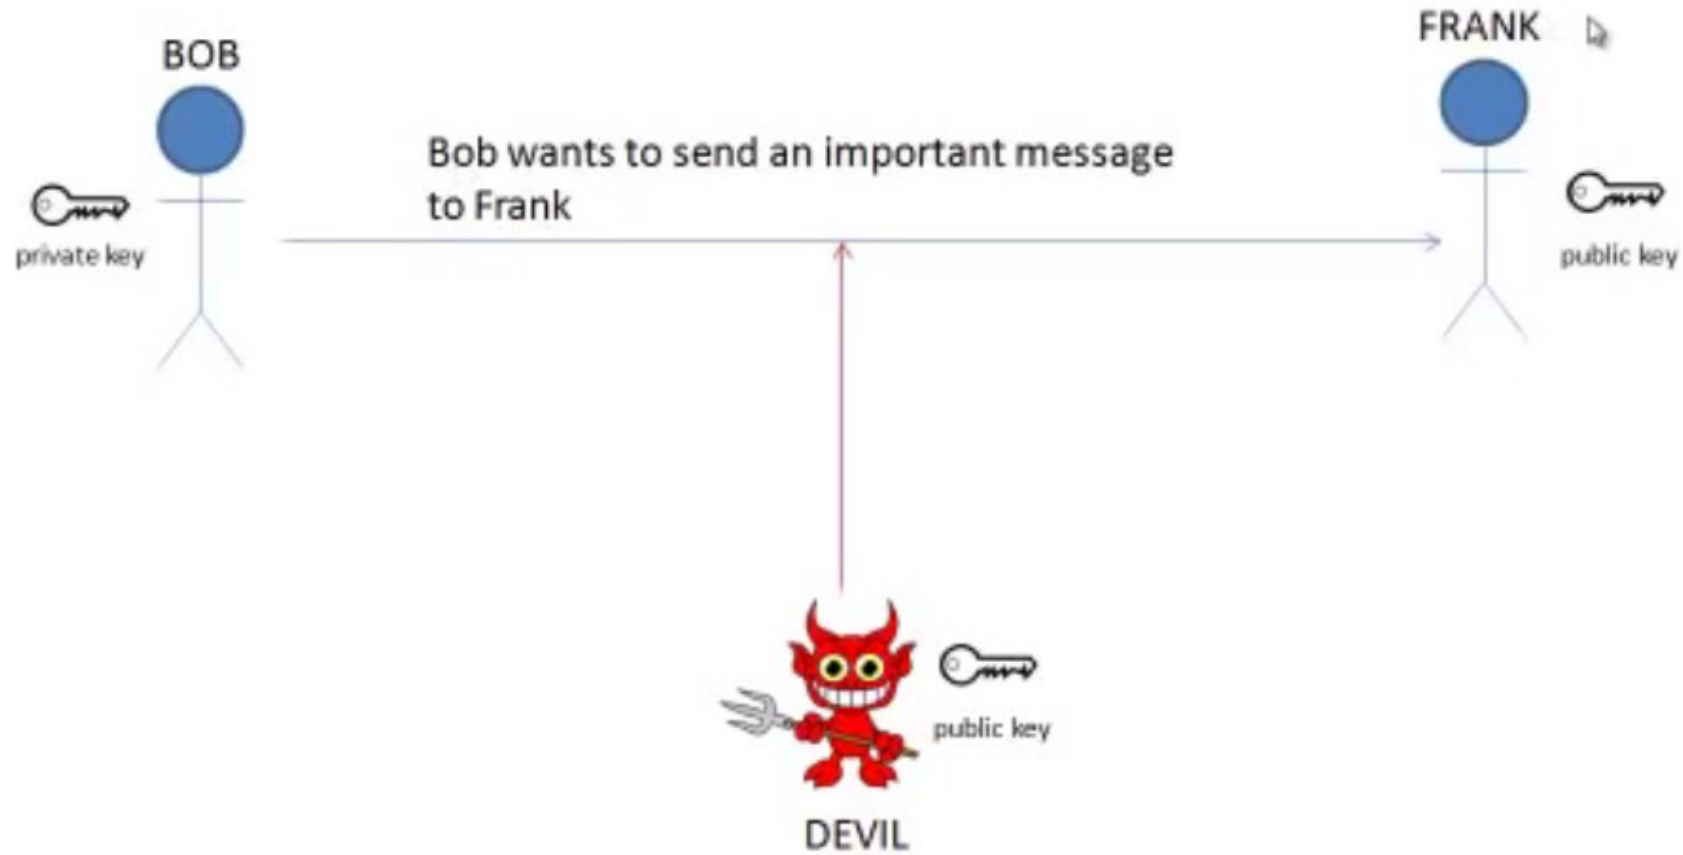 BOB
FRANK
Bob wants to send an important message
to Frank
private key
public key
public key
DEVIL